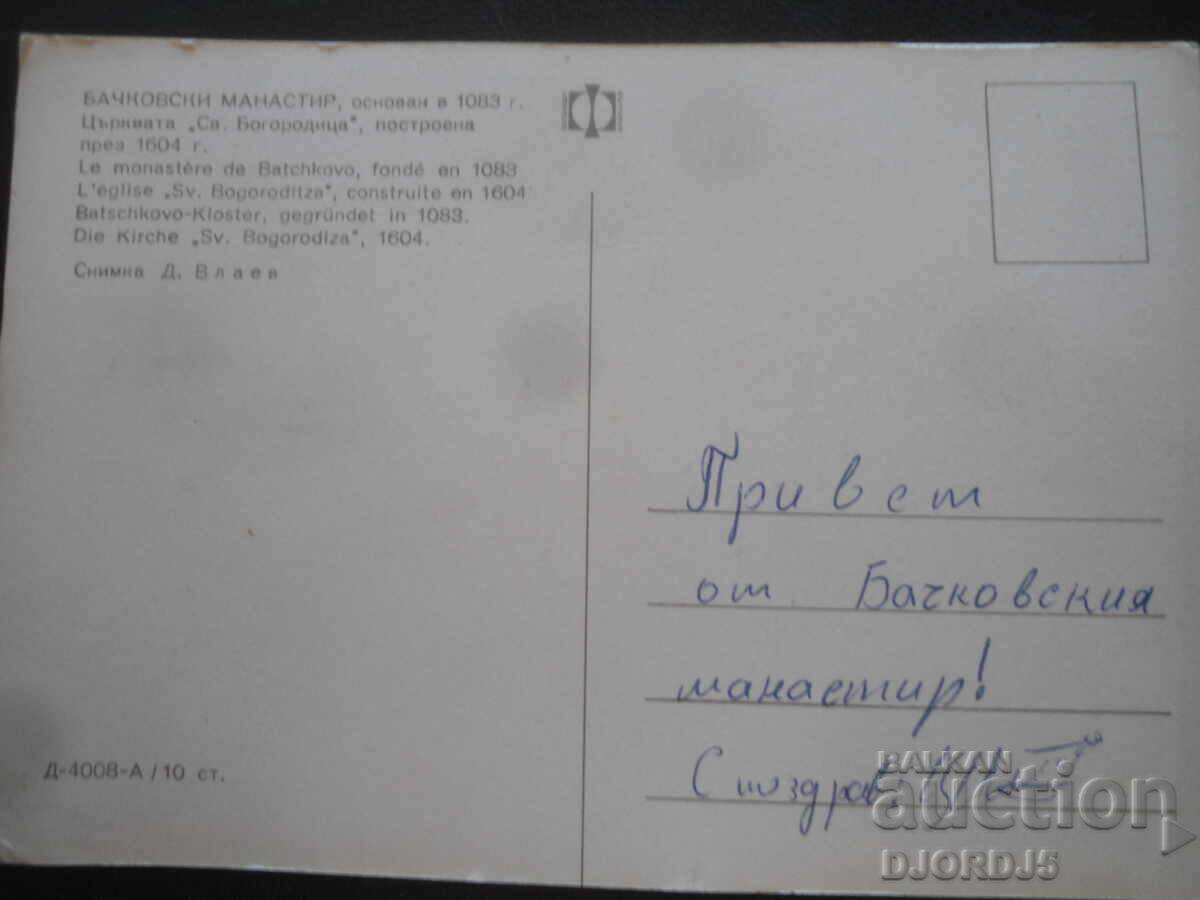 БАЧКОВСКИ МАНАСТИР, основан в 1083 г.
Църквата „Св. Богородица", построена
през 1604 г.
Le monastère de Batchkovo, fondé en 1083
L'eglise „Sv. Bogoroditza", construite en 1604
Batschkovo-Kloster, gegründet in 1083.
Die Kirche „Sv. Bogorodiza", 1604.
Снимка Д. Влаев
Д-4008-А / 10 ст.
Привет
от Бачковския
манастир!
С поздрав:
BALKAN
auction
DJORDJ5